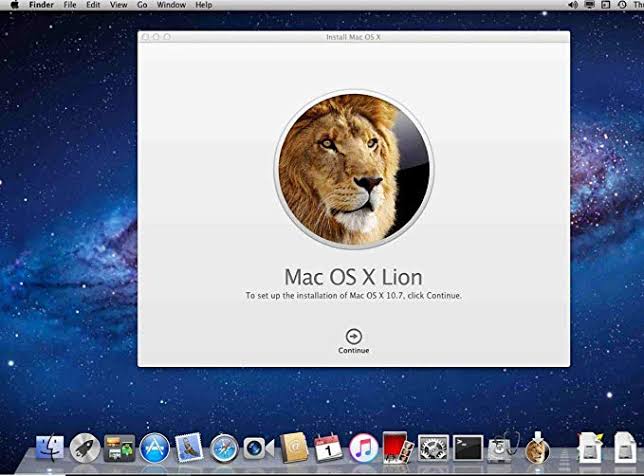 Finder File Edit View Go Window Help
Install Mac OS X
Mac OS X Lion
To set up the installation of Mac OS X 10.7, click Continue.
Continue
1